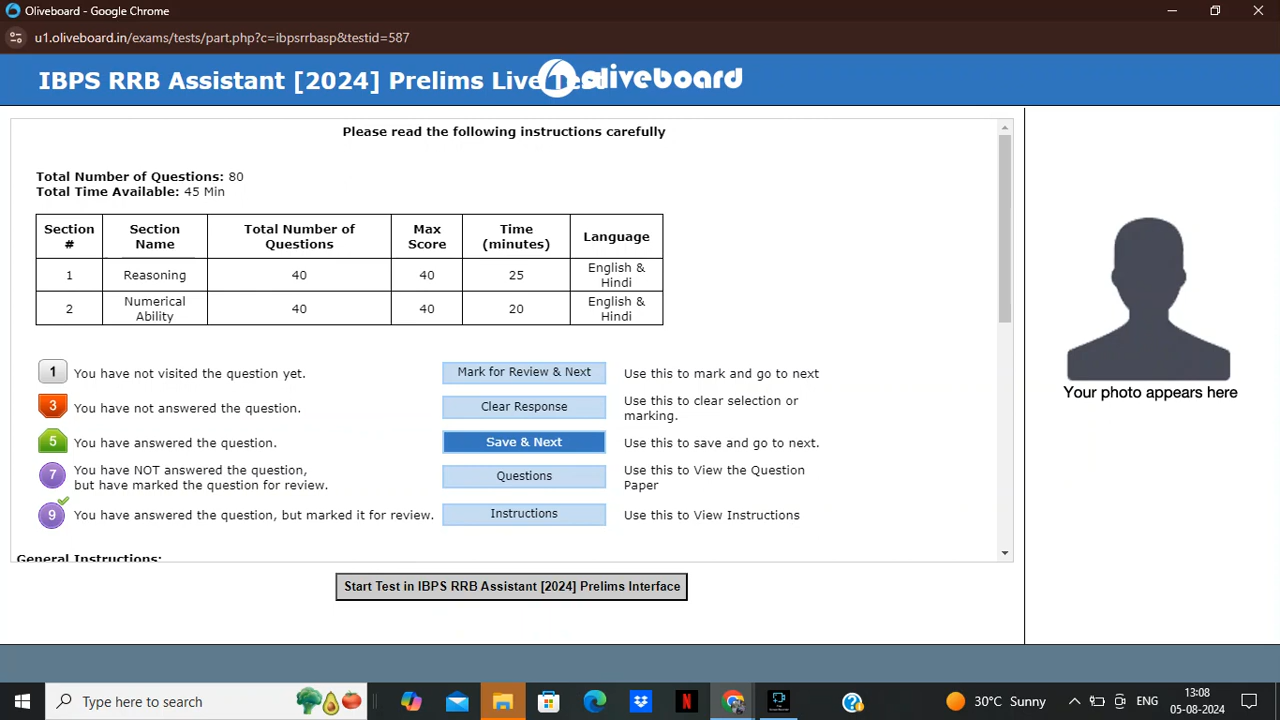 Oliveboard - Google Chrome
u1.oliveboard.in/exams/tests/part.php?c=ibpsrrbasp&testid=587
IBPS RRB Assistant [2024] Prelims Live Test
oliveboard
Please read the following instructions carefully
Total Number of Questions: 80
Total Time Available: 45 Min
Section # Section Name Total Number of Questions Max Score Time (minutes) Language
1 Reasoning 40 40 25 English & Hindi
2 Numerical Ability 40 40 20 English & Hindi
1 You have not visited the question yet. Mark for Review & Next Use this to mark and go to next
3 You have not answered the question. Clear Response Use this to clear selection or marking.
5 You have answered the question. Save & Next Use this to save and go to next.
7 You have NOT answered the question, but have marked the question for review. Questions Use this to View the Question Paper
9 You have answered the question, but marked it for review. Instructions Use this to View Instructions
General Instructions:
Start Test in IBPS RRB Assistant [2024] Prelims Interface
Your photo appears here
Type here to search
30°C Sunny
ENG
13:08
05-08-2024